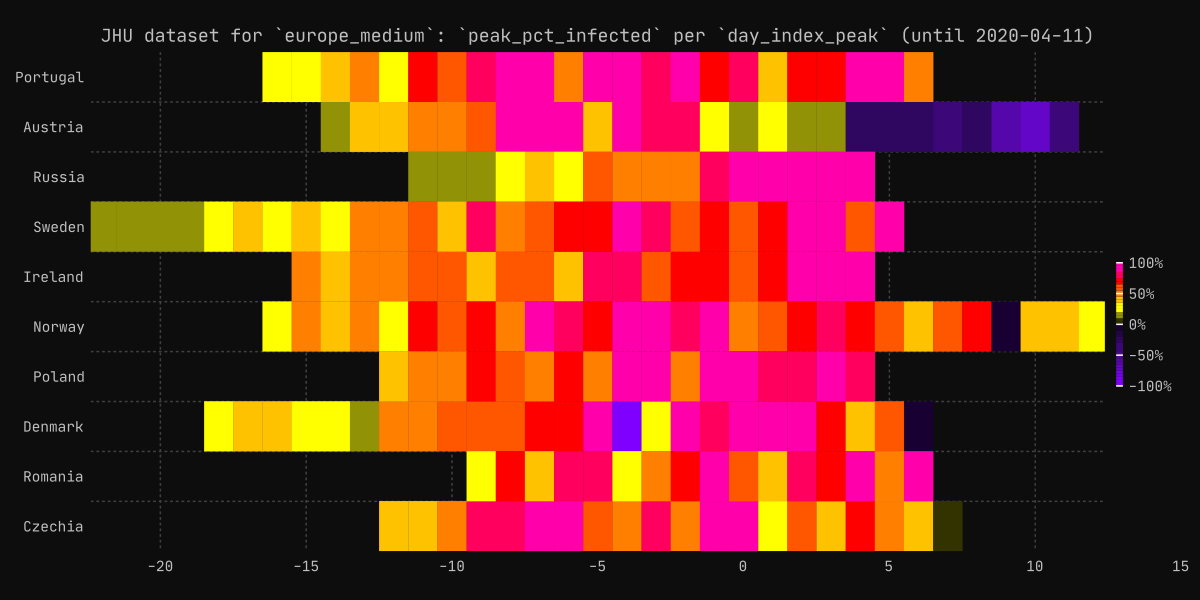 JHU dataset for `europe_medium`: `peak_pct_infected` per `day_index_peak` (until 2020-04-11)
Portugal
Austria
Russia
Sweden
Ireland
Norway
Poland
Denmark
Romania
Czechia
100%
50%
0%
-50%
-100%
-20 -15 -10 -5 0 5 10 15